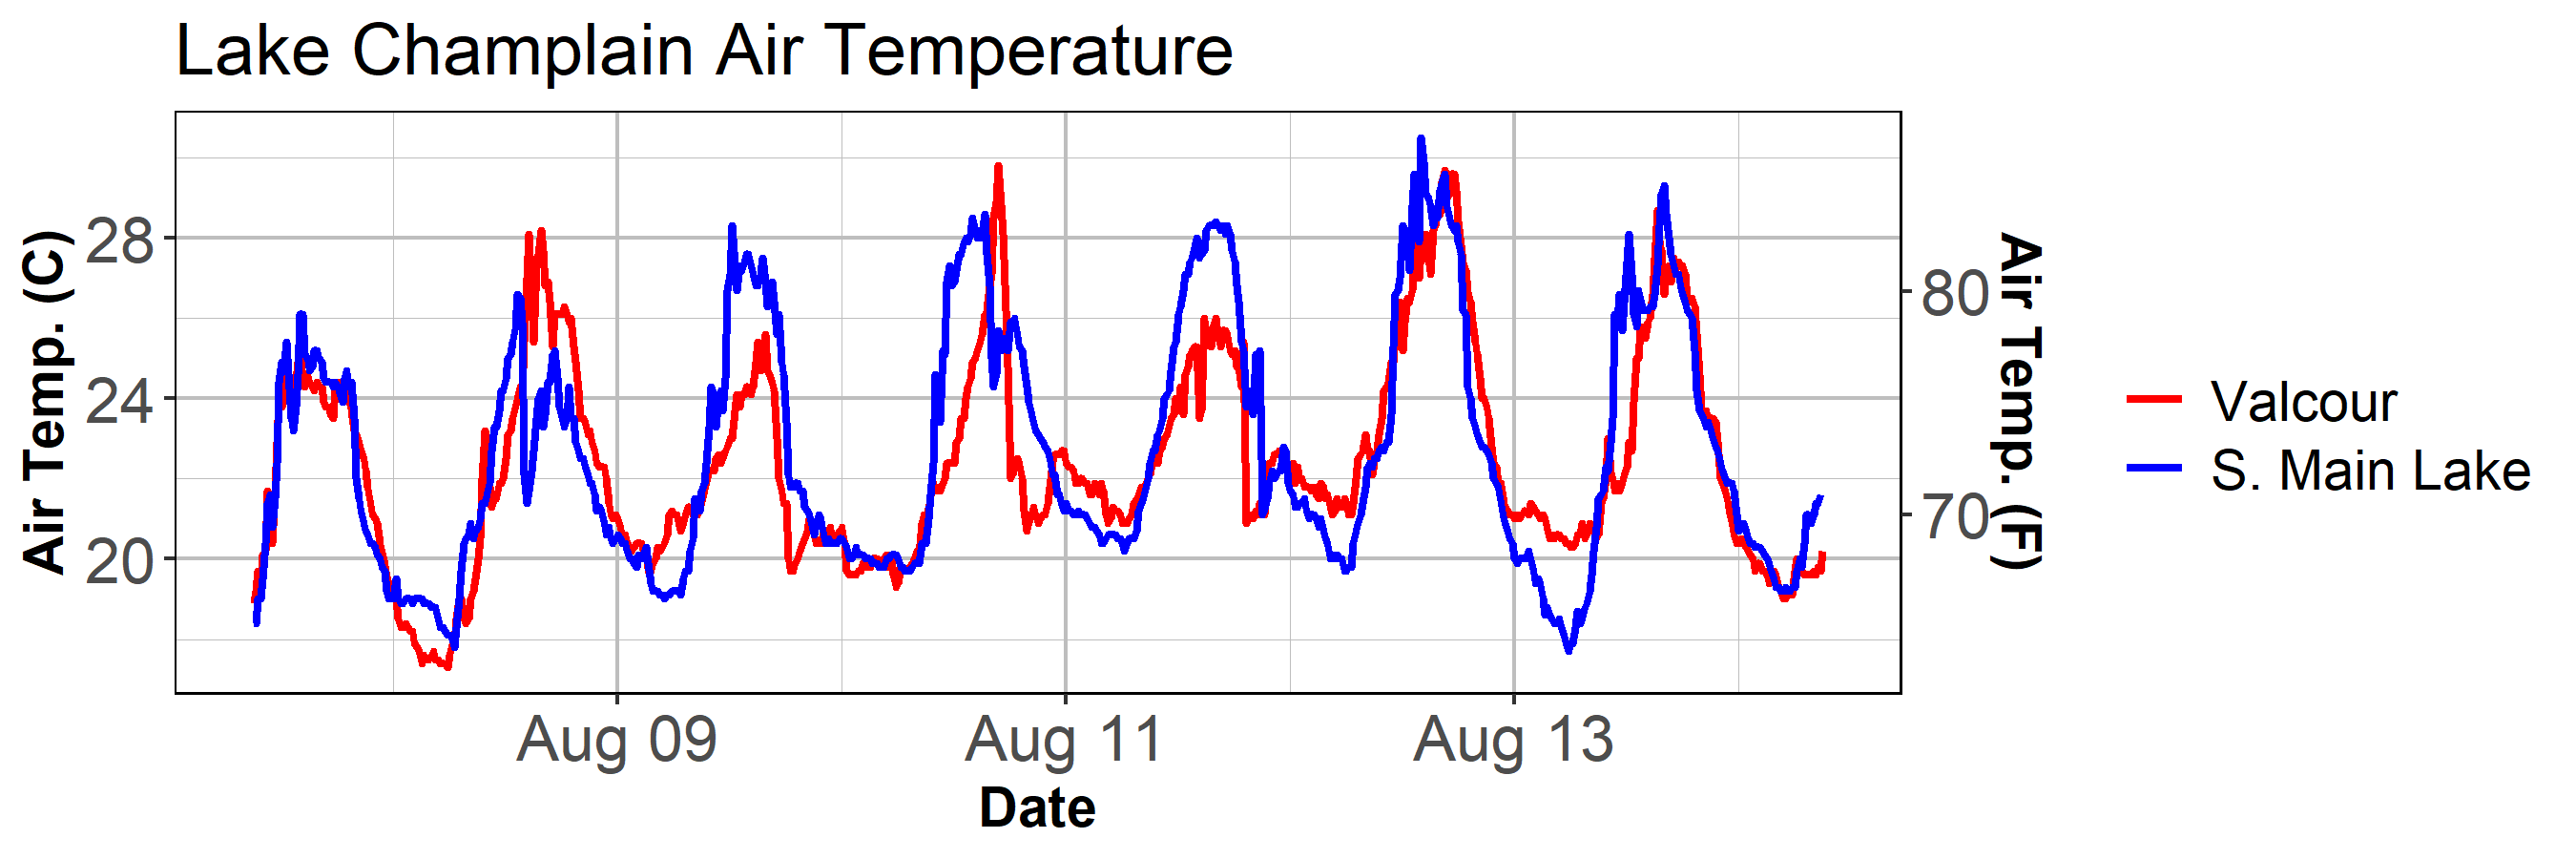 Lake Champlain Air Temperature
Air Temp. (C)
28
24
20
80
70
Air Temp. (F)
Valcour
S. Main Lake
Aug 09
Aug 11
Aug 13
Date